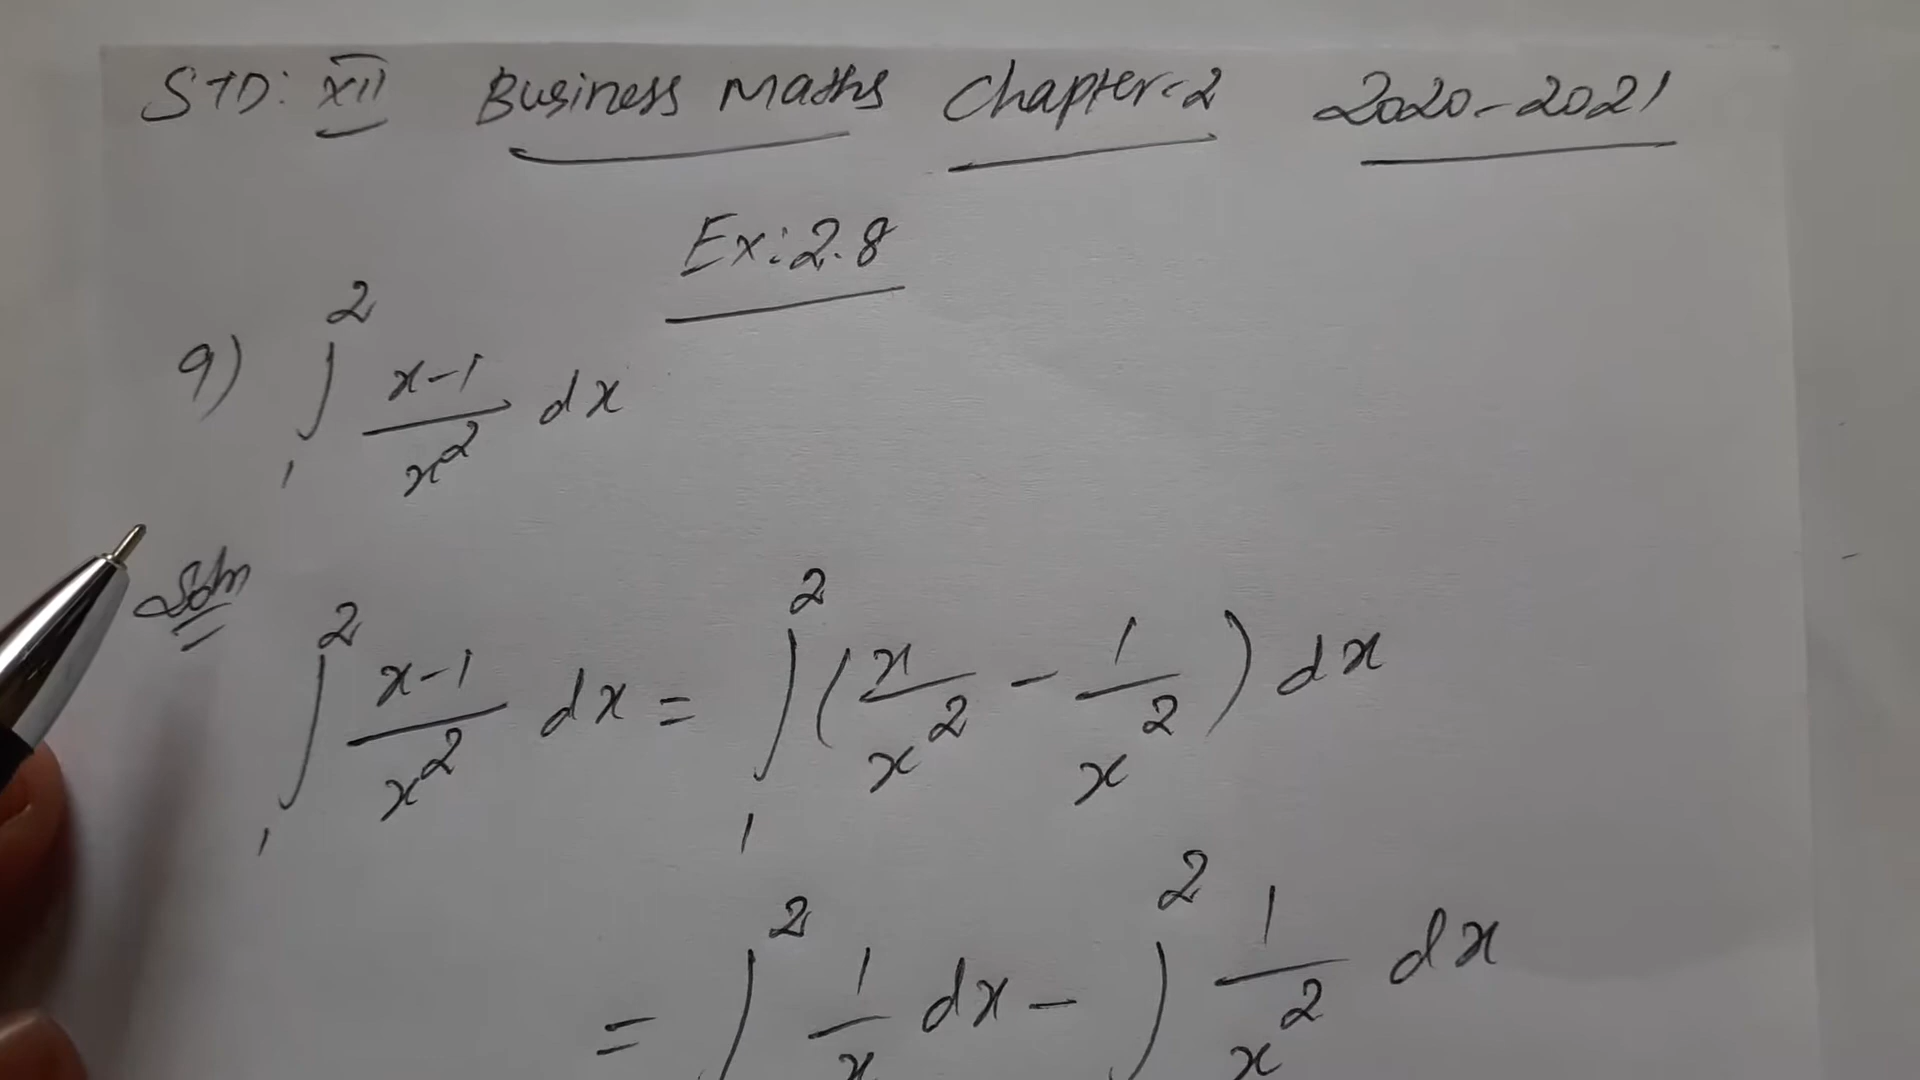 STD: XII Business Maths Chapter-2 2020-2021
Ex: 2.8
9) ∫₁² (x-1)/x² dx
Soln
∫₁² (x-1)/x² dx = ∫₁² (x/x² - 1/x²) dx
= ∫² 1/x dx - ∫² 1/x² dx